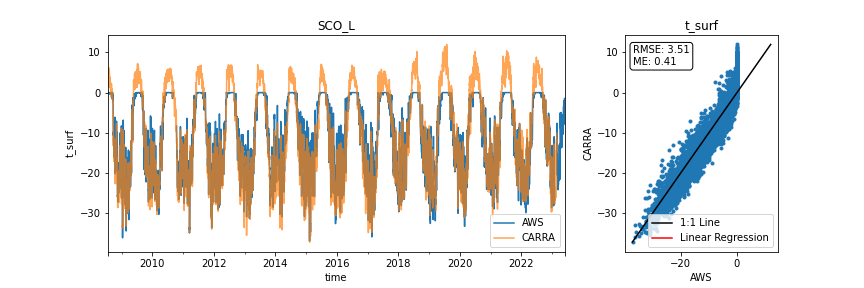 SCO_L
t_surf
10
0
−10
−20
−30
2010
2012
2014
2016
2018
2020
2022
time
AWS
CARRA
t_surf
RMSE: 3.51
ME: 0.41
CARRA
10
0
−10
−20
−30
1:1 Line
Linear Regression
−20
0
AWS